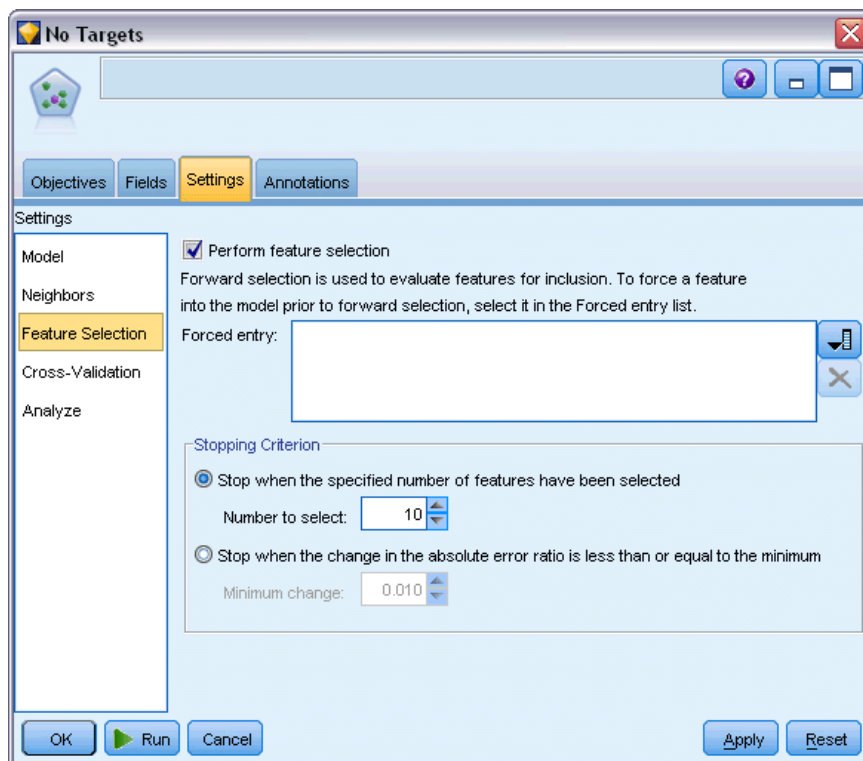 No Targets
Objectives Fields Settings Annotations
Settings
Model
Neighbors
Feature Selection
Cross-Validation
Analyze
Perform feature selection
Forward selection is used to evaluate features for inclusion. To force a feature
into the model prior to forward selection, select it in the Forced entry list.
Forced entry:
Stopping Criterion
Stop when the specified number of features have been selected
Number to select: 10
Stop when the change in the absolute error ratio is less than or equal to the minimum
Minimum change: 0.010
OK Run Cancel Apply Reset